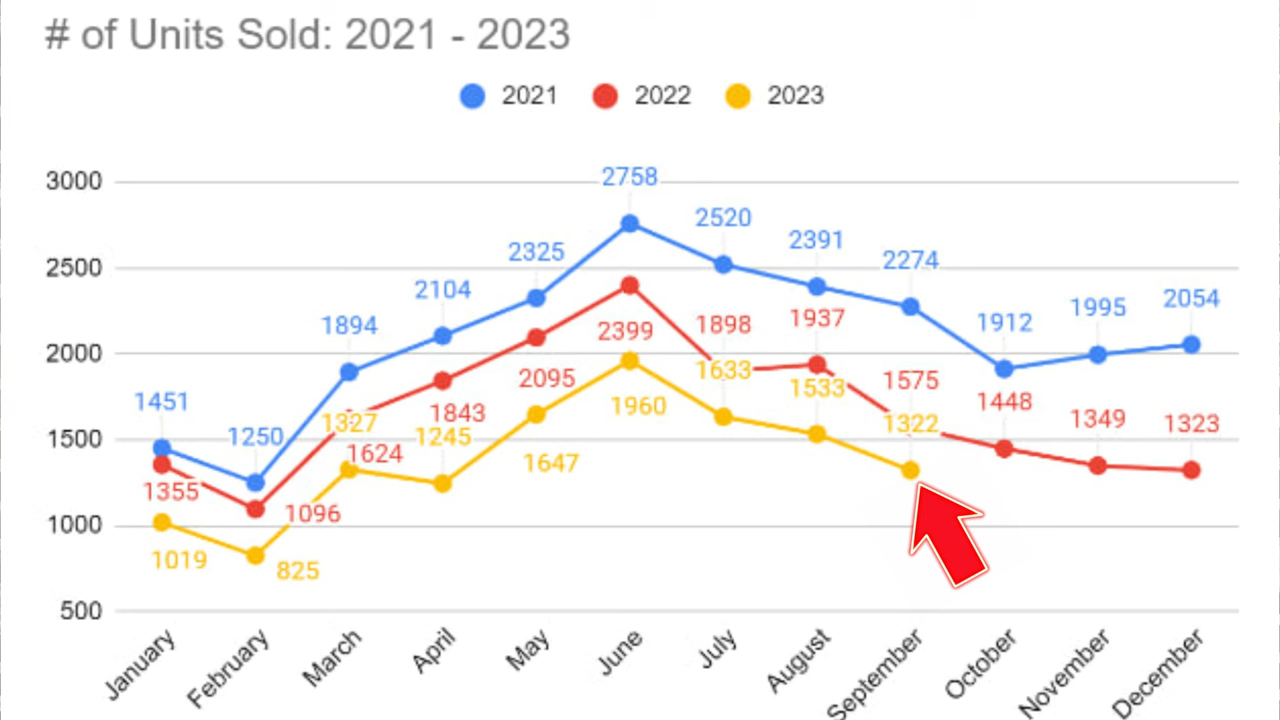 # of Units Sold: 2021 - 2023
2021 2022 2023
3000
2758
2520
2391
2325
2274
2500
2104
2054
1995
1894
1912
2399
1898
1937
2000
1633
2095
1533
1575
1451
1448
1960
1843
1349
1323
1327
1322
1250
1245
1500
1624
1647
1355
1096
1000
1019
825
500
January
February
March
April
May
June
July
August
September
October
November
December